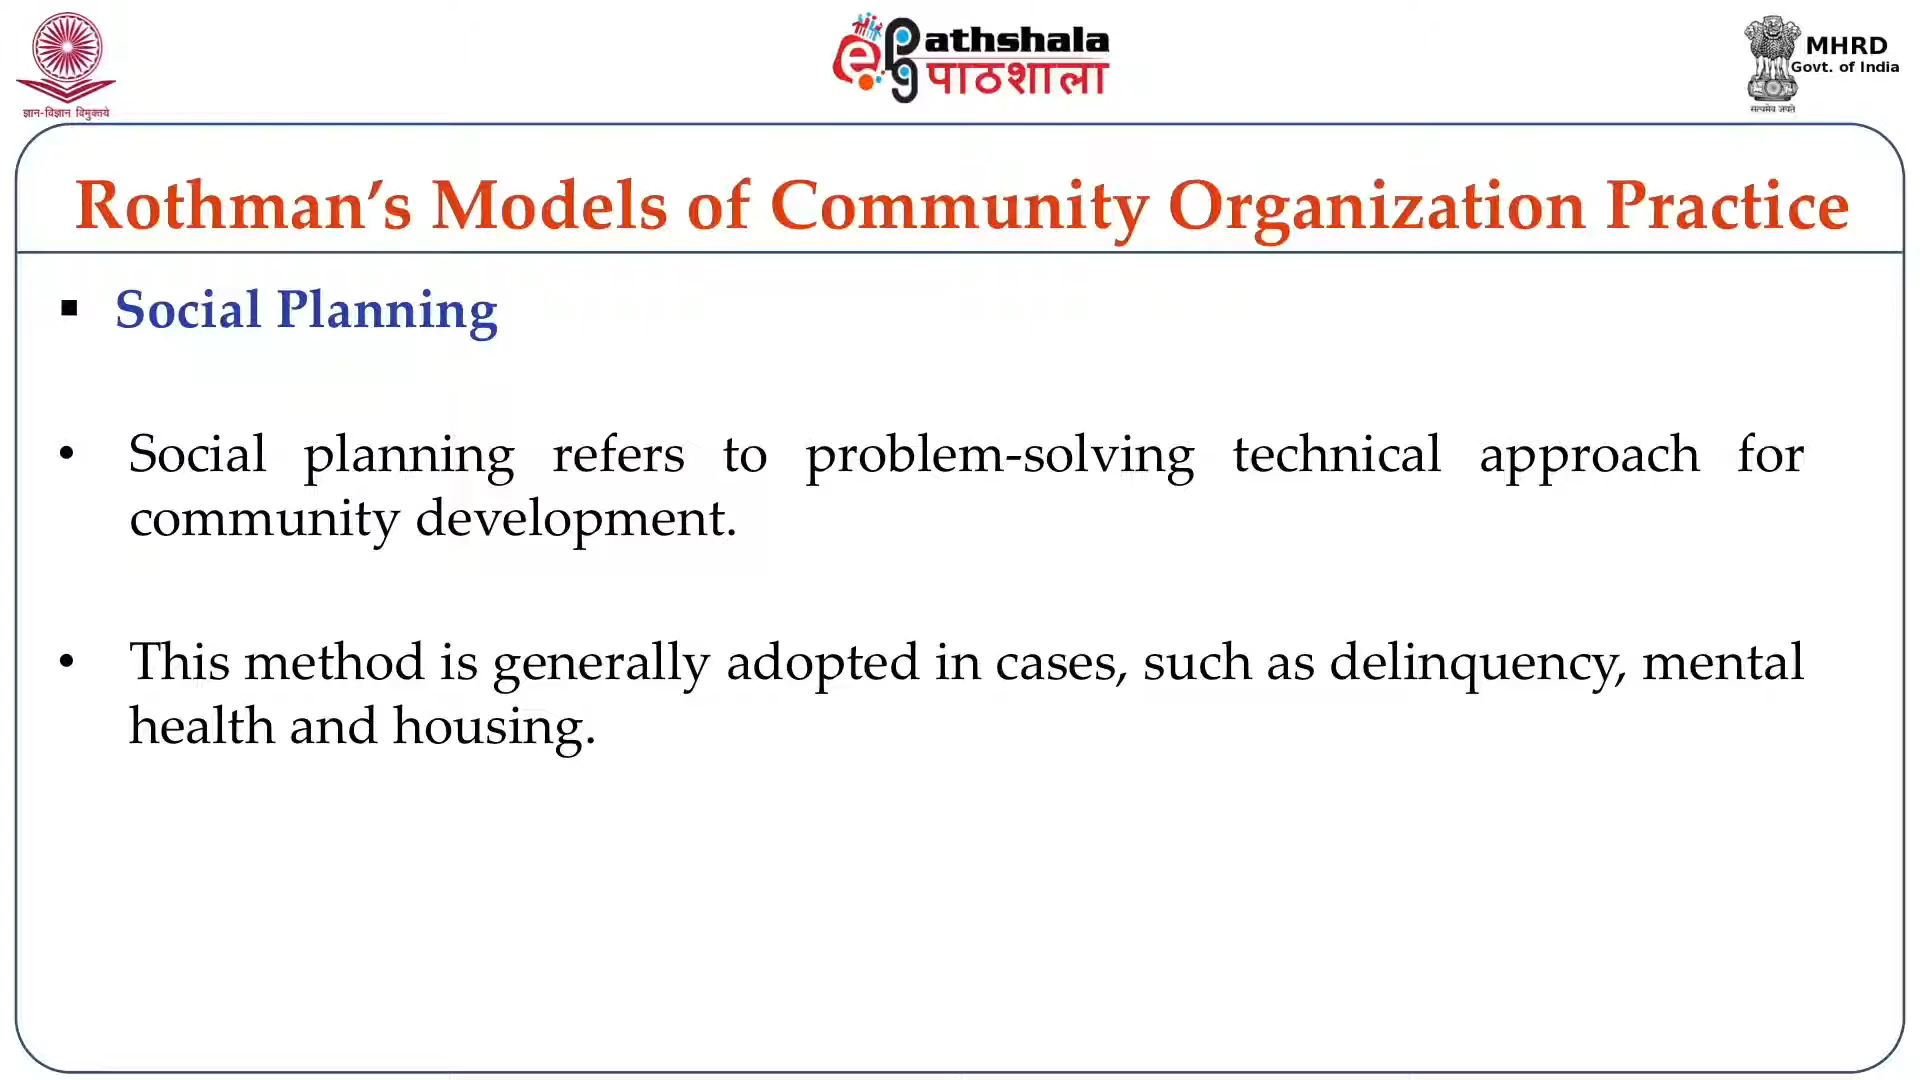 ज्ञान-विज्ञान विमुक्तये
e Pg Pathshala
पाठशाला
MHRD
Govt. of India
सत्यमेव जयते
Rothman’s Models of Community Organization Practice
▪ Social Planning
• Social planning refers to problem-solving technical approach for
community development.
• This method is generally adopted in cases, such as delinquency, mental
health and housing.